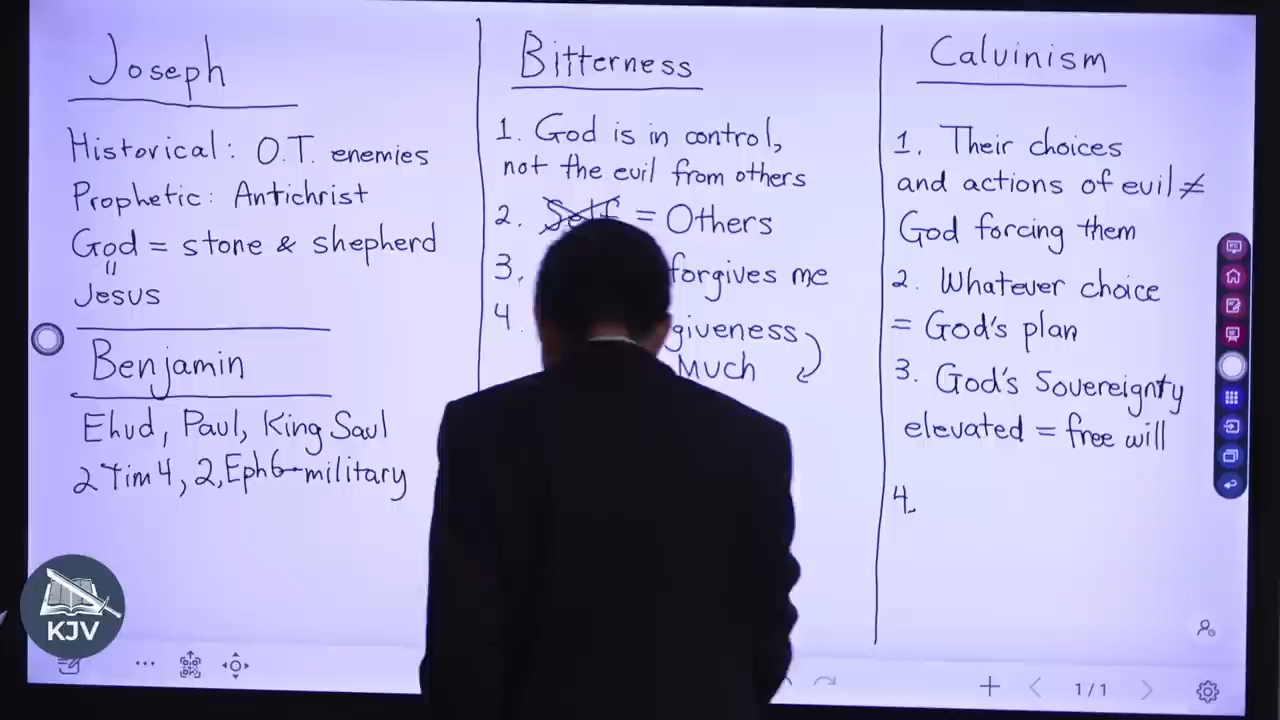 Joseph
Historical: O.T. enemies
Prophetic: Antichrist
God = stone & shepherd
"
Jesus
Benjamin
Ehud, Paul, King Saul
2 Tim 4, 2, Eph6-military
Bitterness
1. God is in control,
not the evil from others
2. Self = Others
3. forgives me
4. giveness
Much
Calvinism
1. Their choices
and actions of evil ≠
God forcing them
2. Whatever choice
= God's plan
3. God's Sovereignty
elevated = free will
4.
KJV
1/1